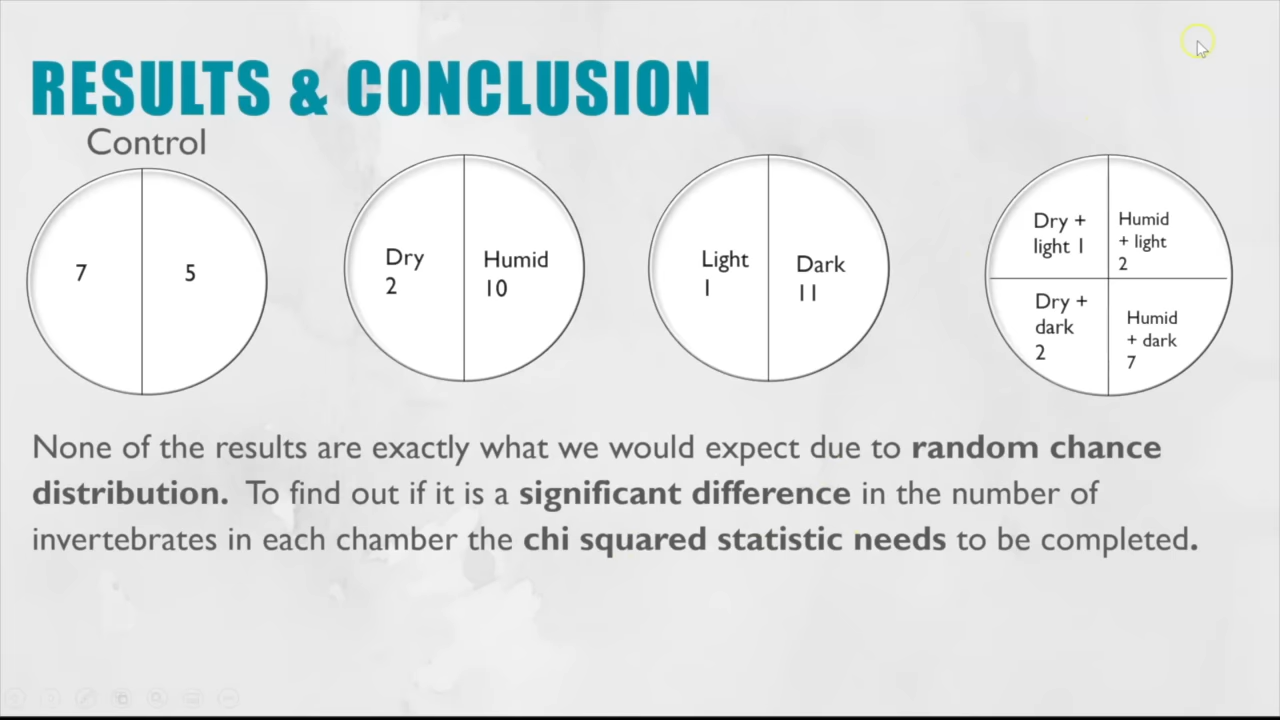 RESULTS & CONCLUSION
Control
7
5
Dry
2
Humid
10
Light
1
Dark
11
Dry +
light 1
Humid
+ light
2
Dry +
dark
2
Humid
+ dark
7
None of the results are exactly what we would expect due to random chance
distribution. To find out if it is a significant difference in the number of
invertebrates in each chamber the chi squared statistic needs to be completed.